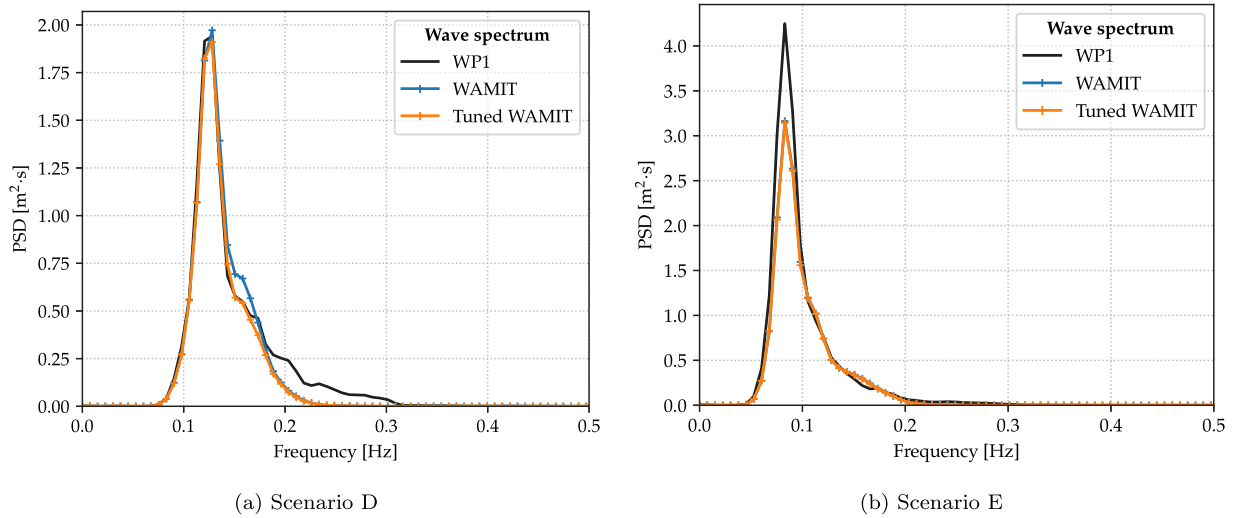 Wave spectrum
WP1
WAMIT
Tuned WAMIT
PSD [m²·s]
2.00
1.75
1.50
1.25
1.00
0.75
0.50
0.25
0.00
0.0 0.1 0.2 0.3 0.4 0.5
Frequency [Hz]
(a) Scenario D
Wave spectrum
WP1
WAMIT
Tuned WAMIT
PSD [m²·s]
4.0
3.5
3.0
2.5
2.0
1.5
1.0
0.5
0.0
0.0 0.1 0.2 0.3 0.4 0.5
Frequency [Hz]
(b) Scenario E